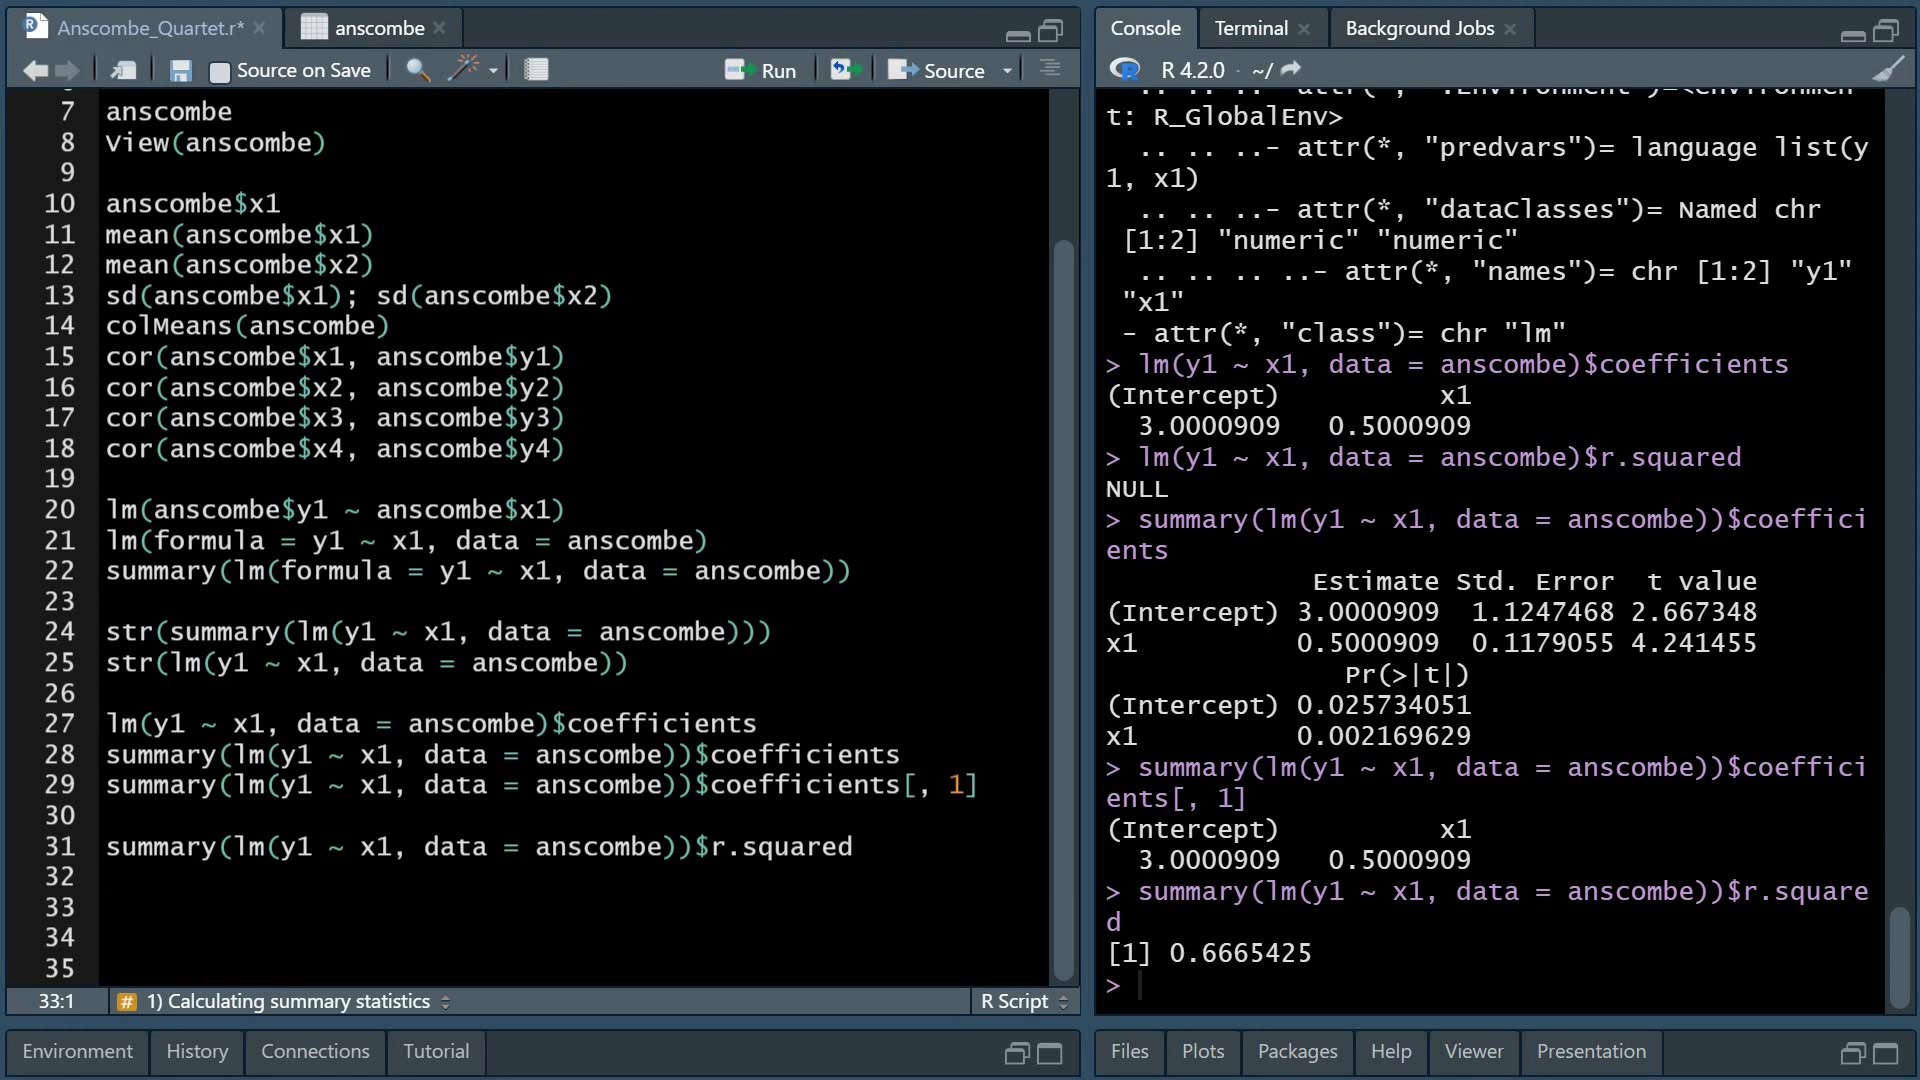 Anscombe_Quartet.r*
anscombe
Source on Save
Run
Source
7 anscombe
8 View(anscombe)
9
10 anscombe$x1
11 mean(anscombe$x1)
12 mean(anscombe$x2)
13 sd(anscombe$x1); sd(anscombe$x2)
14 colMeans(anscombe)
15 cor(anscombe$x1, anscombe$y1)
16 cor(anscombe$x2, anscombe$y2)
17 cor(anscombe$x3, anscombe$y3)
18 cor(anscombe$x4, anscombe$y4)
19
20 lm(anscombe$y1 ~ anscombe$x1)
21 lm(formula = y1 ~ x1, data = anscombe)
22 summary(lm(formula = y1 ~ x1, data = anscombe))
23
24 str(summary(lm(y1 ~ x1, data = anscombe)))
25 str(lm(y1 ~ x1, data = anscombe))
26
27 lm(y1 ~ x1, data = anscombe)$coefficients
28 summary(lm(y1 ~ x1, data = anscombe))$coefficients
29 summary(lm(y1 ~ x1, data = anscombe))$coefficients[, 1]
30
31 summary(lm(y1 ~ x1, data = anscombe))$r.squared
32
33
34
35
33:1
# 1) Calculating summary statistics
R Script
Environment
History
Connections
Tutorial
Console
Terminal
Background Jobs
R 4.2.0 · ~/
.. .. ..- attr(*, ".Environment")=<environmen
t: R_GlobalEnv>
.. .. ..- attr(*, "predvars")= language list(y
1, x1)
.. .. ..- attr(*, "dataClasses")= Named chr
[1:2] "numeric" "numeric"
.. .. .. ..- attr(*, "names")= chr [1:2] "y1"
"x1"
- attr(*, "class")= chr "lm"
> lm(y1 ~ x1, data = anscombe)$coefficients
(Intercept) x1
3.0000909 0.5000909
> lm(y1 ~ x1, data = anscombe)$r.squared
NULL
> summary(lm(y1 ~ x1, data = anscombe))$coeffici
ents
Estimate Std. Error t value
(Intercept) 3.0000909 1.1247468 2.667348
x1 0.5000909 0.1179055 4.241455
Pr(>|t|)
(Intercept) 0.025734051
x1 0.002169629
> summary(lm(y1 ~ x1, data = anscombe))$coeffici
ents[, 1]
(Intercept) x1
3.0000909 0.5000909
> summary(lm(y1 ~ x1, data = anscombe))$r.square
d
[1] 0.6665425
>
Files
Plots
Packages
Help
Viewer
Presentation